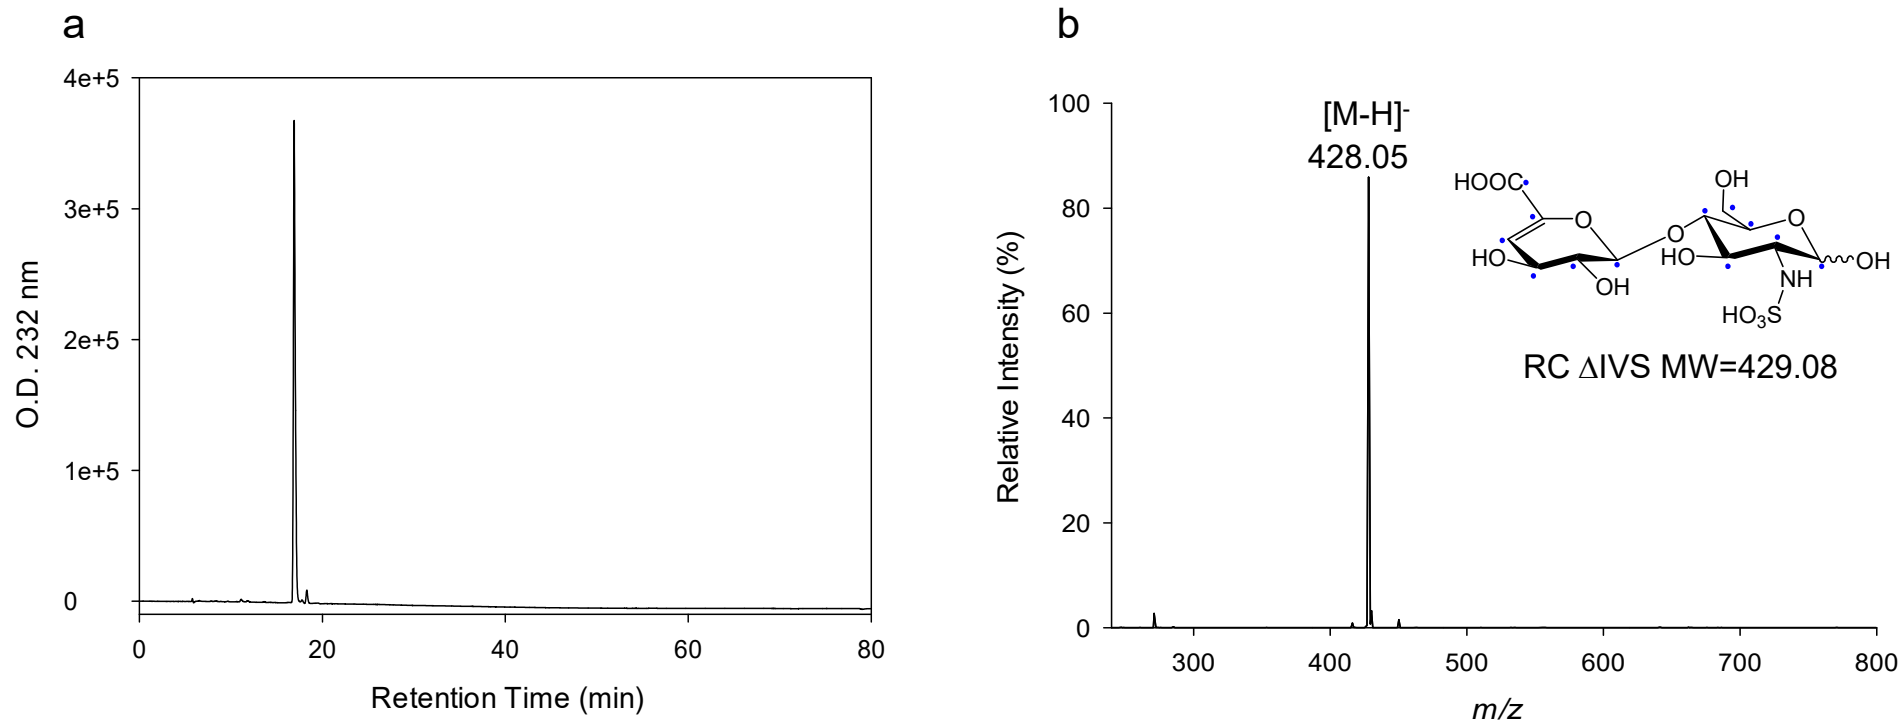 a
4e+5
3e+5
2e+5
1e+5
0
O.D. 232 nm
0 20 40 60 80
Retention Time (min)
b
100
80
60
40
20
0
Relative Intensity (%)
[M-H]-
428.05
HOOC
O
HO
OH
O
OH
O
HO
OH
NH
HO3S
RC ΔIVS MW=429.08
300 400 500 600 700 800
m/z